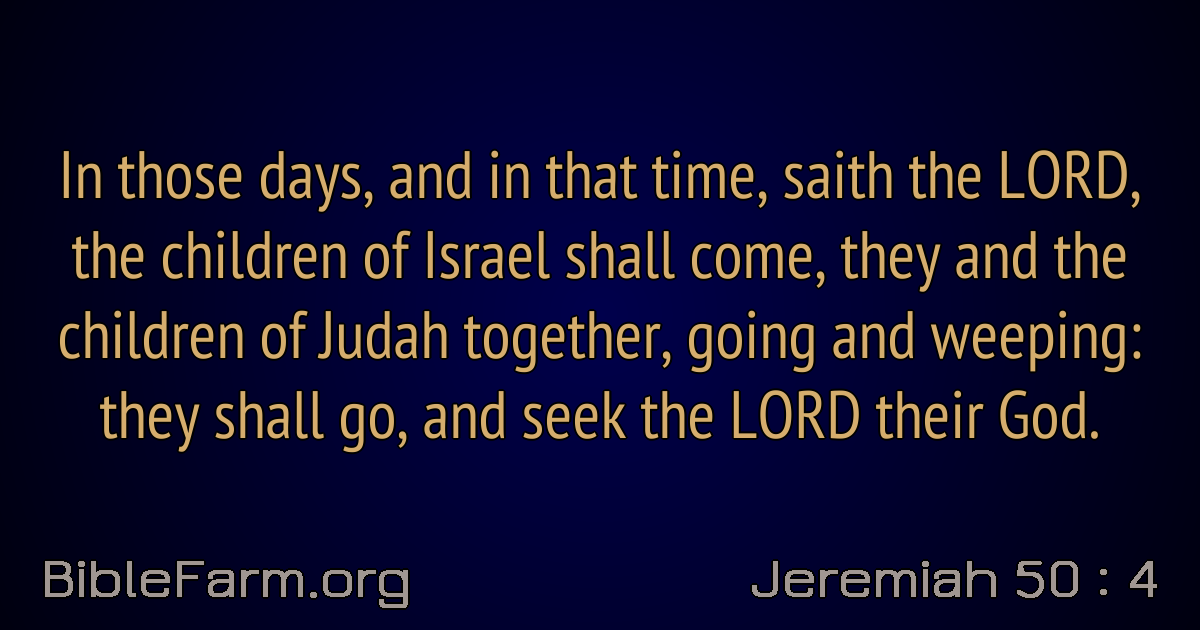 In those days, and in that time, saith the LORD,
the children of Israel shall come, they and the
children of Judah together, going and weeping:
they shall go, and seek the LORD their God.
BibleFarm.org
Jeremiah 50 : 4